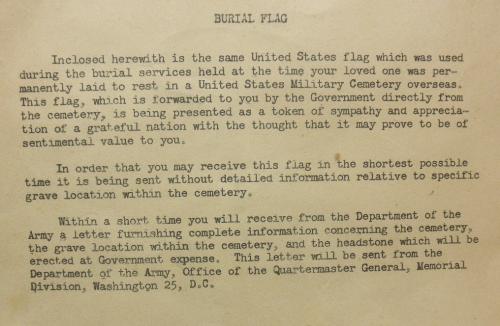 BURIAL FLAG
Inclosed herewith is the same United States flag which was used
during the burial services held at the time your loved one was per-
manently laid to rest in a United States Military Cemetery overseas.
This flag, which is forwarded to you by the Government directly from
the cemetery, is being presented as a token of sympathy and apprecia-
tion of a grateful nation with the thought that it may prove to be of
sentimental value to you.
In order that you may receive this flag in the shortest possible
time it is being sent without detailed information relative to specific
grave location within the cemetery.
Within a short time you will receive from the Department of the
Army a letter furnishing complete information concerning the cemetery,
the grave location within the cemetery, and the headstone which will be
erected at Government expense. This letter will be sent from the
Department of the Army, Office of the Quartermaster General, Memorial
Division, Washington 25, D.C.